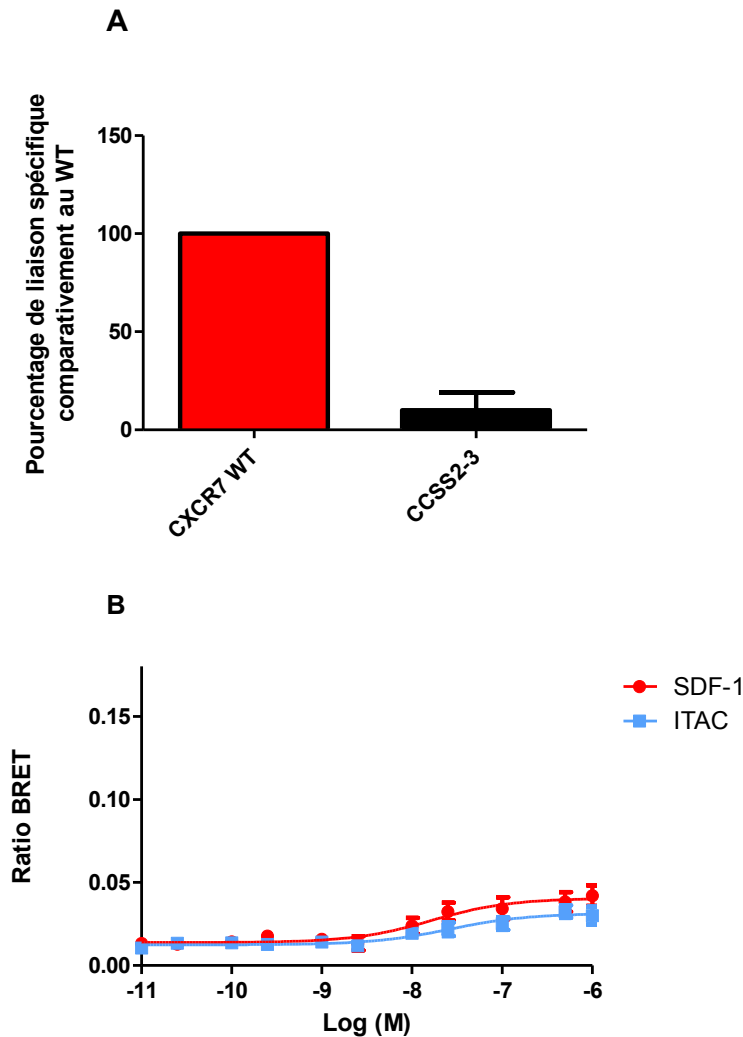 A
Pourcentage de liaison spécifique
comparativement au WT
150
100
50
0
CXCR7 WT
CCSS2-3
B
SDF-1
ITAC
Ratio BRET
0.15
0.10
0.05
0.00
-11
-10
-9
-8
-7
-6
Log (M)